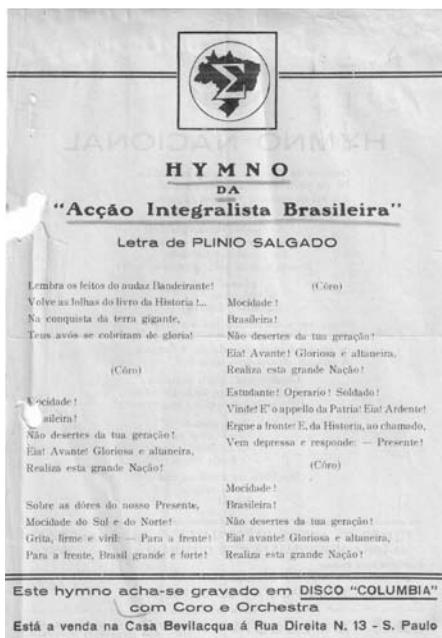 Σ
HYMNO NACIONAL
HYMNO
DA
"Acção Integralista Brasileira"
Letra de PLINIO SALGADO
Lembra os feitos do audaz Bandeirante!
Volve as folhas do livro da Historia!...
Na conquista da terra gigante,
Teus avós se cobriram de gloria!
(Côro)
Mocidade!
asileira!
Não desertes da tua geração!
Eia! Avante! Gloriosa e altaneira,
Realiza esta grande Nação!
Sobre as dôres do nosso Presente,
Mocidade do Sul e do Norte!
Grita, firme e viril: — Para a frente!
Para a frente, Brasil grande e forte!
(Côro)
Mocidade!
Brasileira!
Não desertes da tua geração!
Eia! Avante! Gloriosa e altaneira,
Realiza esta grande Nação!
Estudante! Operario! Soldado!
Vinde! E' o appello da Patria! Eia! Ardente!
Ergue a fronte! E, da Historia, ao chamado,
Vem depressa e responde: — Presente!
(Côro)
Mocidade!
Brasileira!
Não desertes da tua geração!
Eia! avante! Gloriosa e altaneira,
Realiza esta grande Nação!
Este hymno acha-se gravado em DISCO "COLUMBIA"
com Coro e Orchestra
Está a venda na Casa Bevilacqua á Rua Direita N. 13 - S. Paulo